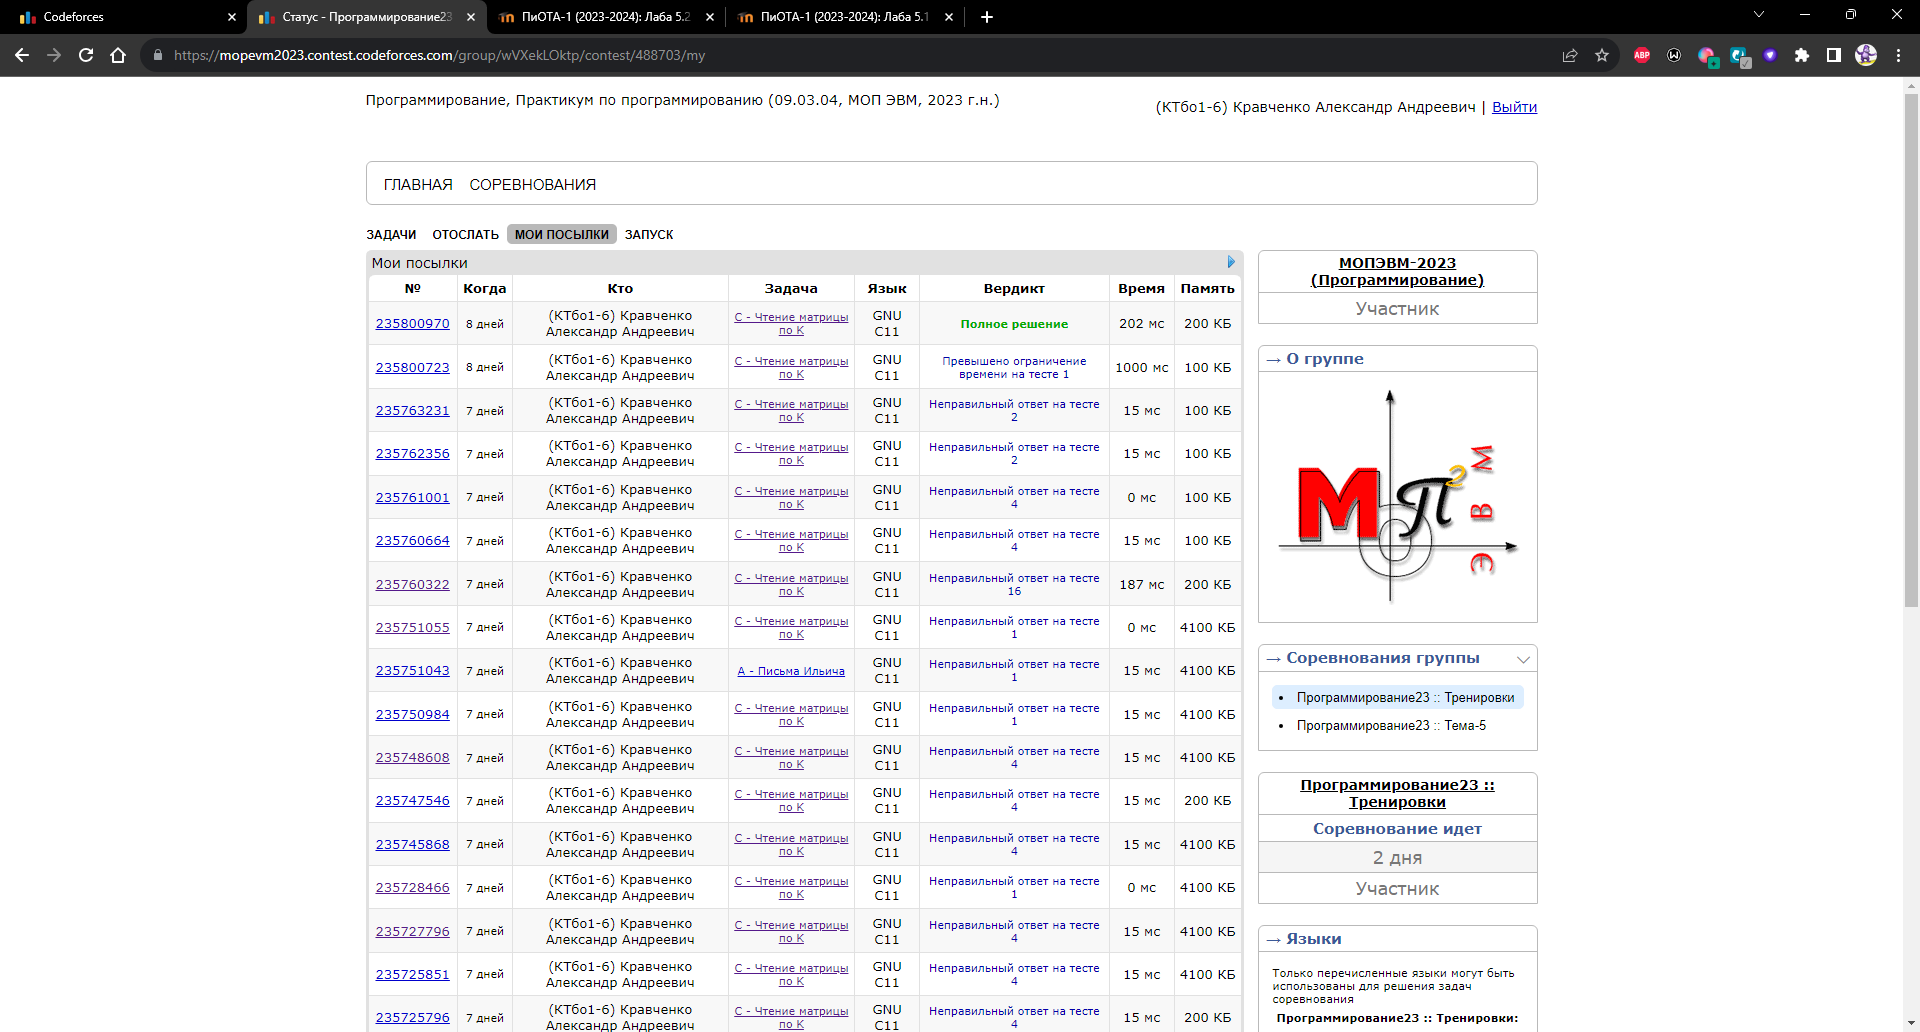 Codeforces
Статус - Программирование23
ПиОТА-1 (2023-2024): Лаба 5.2
ПиОТА-1 (2023-2024): Лаба 5.1
https://mopevm2023.contest.codeforces.com/group/wVXekLOktp/contest/488703/my
ABP
Программирование, Практикум по программированию (09.03.04, МОП ЭВМ, 2023 г.н.)
(КТбо1-6) Кравченко Александр Андреевич | Выйти
ГЛАВНАЯ СОРЕВНОВАНИЯ
ЗАДАЧИ ОТОСЛАТЬ МОИ ПОСЫЛКИ ЗАПУСК
Мои посылки
№ Когда Кто Задача Язык Вердикт Время Память
235800970 8 дней (КТбо1-6) Кравченко Александр Андреевич C - Чтение матрицы по K GNU C11 Полное решение 202 мс 200 КБ
235800723 8 дней (КТбо1-6) Кравченко Александр Андреевич C - Чтение матрицы по K GNU C11 Превышено ограничение времени на тесте 1 1000 мс 100 КБ
235763231 7 дней (КТбо1-6) Кравченко Александр Андреевич C - Чтение матрицы по K GNU C11 Неправильный ответ на тесте 2 15 мс 100 КБ
235762356 7 дней (КТбо1-6) Кравченко Александр Андреевич C - Чтение матрицы по K GNU C11 Неправильный ответ на тесте 2 15 мс 100 КБ
235761001 7 дней (КТбо1-6) Кравченко Александр Андреевич C - Чтение матрицы по K GNU C11 Неправильный ответ на тесте 4 0 мс 100 КБ
235760664 7 дней (КТбо1-6) Кравченко Александр Андреевич C - Чтение матрицы по K GNU C11 Неправильный ответ на тесте 4 15 мс 100 КБ
235760322 7 дней (КТбо1-6) Кравченко Александр Андреевич C - Чтение матрицы по K GNU C11 Неправильный ответ на тесте 16 187 мс 200 КБ
235751055 7 дней (КТбо1-6) Кравченко Александр Андреевич C - Чтение матрицы по K GNU C11 Неправильный ответ на тесте 1 0 мс 4100 КБ
235751043 7 дней (КТбо1-6) Кравченко Александр Андреевич A - Письма Ильича GNU C11 Неправильный ответ на тесте 1 15 мс 4100 КБ
235750984 7 дней (КТбо1-6) Кравченко Александр Андреевич C - Чтение матрицы по K GNU C11 Неправильный ответ на тесте 1 15 мс 4100 КБ
235748608 7 дней (КТбо1-6) Кравченко Александр Андреевич C - Чтение матрицы по K GNU C11 Неправильный ответ на тесте 4 15 мс 4100 КБ
235747546 7 дней (КТбо1-6) Кравченко Александр Андреевич C - Чтение матрицы по K GNU C11 Неправильный ответ на тесте 4 15 мс 200 КБ
235745868 7 дней (КТбо1-6) Кравченко Александр Андреевич C - Чтение матрицы по K GNU C11 Неправильный ответ на тесте 4 15 мс 4100 КБ
235728466 7 дней (КТбо1-6) Кравченко Александр Андреевич C - Чтение матрицы по K GNU C11 Неправильный ответ на тесте 1 0 мс 4100 КБ
235727796 7 дней (КТбо1-6) Кравченко Александр Андреевич C - Чтение матрицы по K GNU C11 Неправильный ответ на тесте 4 15 мс 4100 КБ
235725851 7 дней (КТбо1-6) Кравченко Александр Андреевич C - Чтение матрицы по K GNU C11 Неправильный ответ на тесте 4 15 мс 4100 КБ
235725796 7 дней (КТбо1-6) Кравченко Александр Андреевич C - Чтение матрицы по K GNU C11 Неправильный ответ на тесте 4 15 мс 200 КБ
МОПЭВМ-2023
(Программирование)
Участник
→ О группе
М П 2 Э В М
→ Соревнования группы
Программирование23 :: Тренировки
Программирование23 :: Тема-5
Программирование23 ::
Тренировки
Соревнование идет
2 дня
Участник
→ Языки
Только перечисленные языки могут быть
использованы для решения задач
соревнования
Программирование23 :: Тренировки: